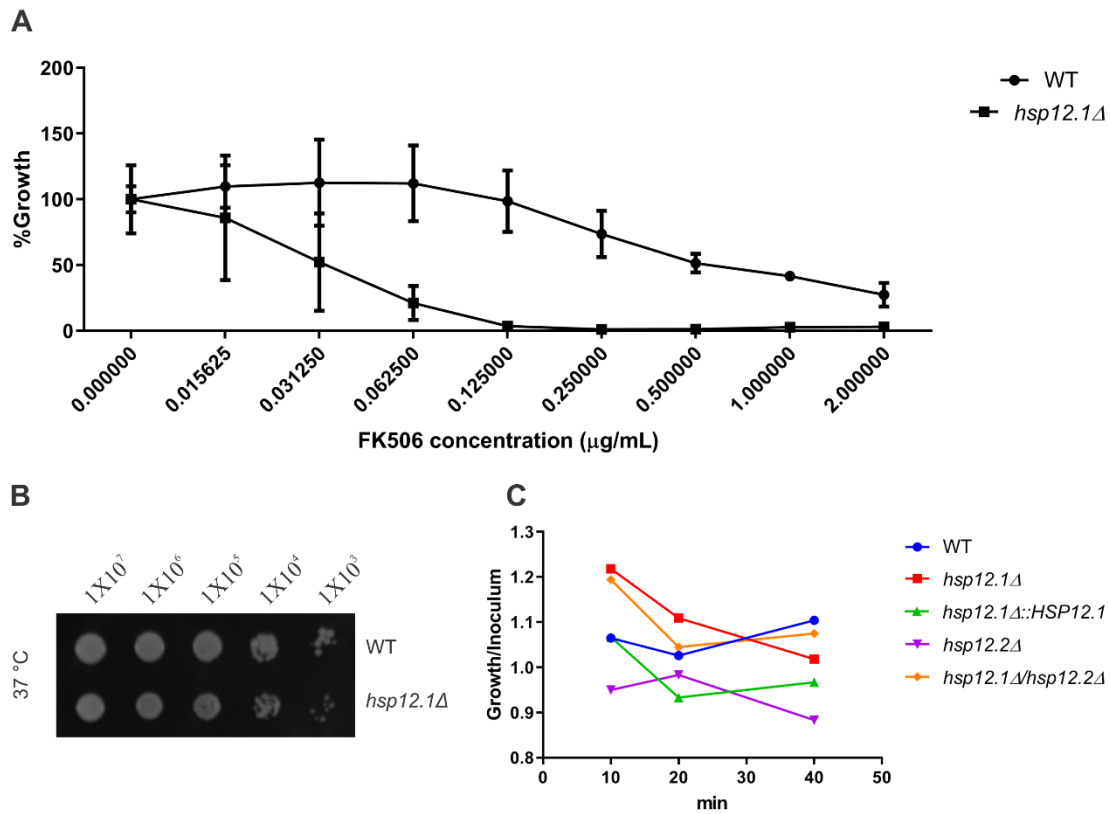 A
200
150
100
50
0
%Growth
0.000000
0.015625
0.031250
0.062500
0.125000
0.250000
0.500000
1.000000
2.000000
FK506 concentration (μg/mL)
WT
hsp12.1Δ
B
37 °C
1X10⁷
1X10⁶
1X10⁵
1X10⁴
1X10³
WT
hsp12.1Δ
C
1.3
1.2
1.1
1.0
0.9
0.8
Growth/Inoculum
0 10 20 30 40 50
min
WT
hsp12.1Δ
hsp12.1Δ::HSP12.1
hsp12.2Δ
hsp12.1Δ/hsp12.2Δ